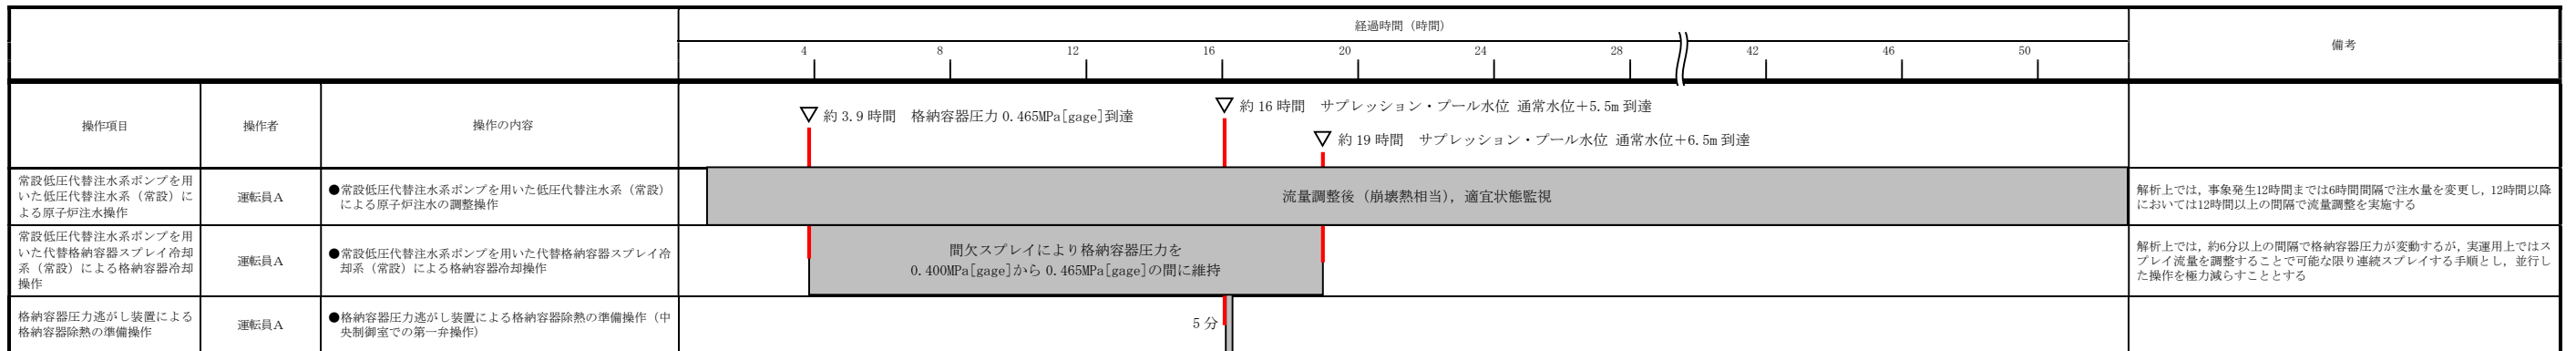 経過時間（時間）
備考
4 8 12 16 20 24 28 42 46 50
操作項目
操作者
操作の内容
約 3.9 時間　格納容器圧力 0.465MPa[gage]到達
約 16 時間　サプレッション・プール水位 通常水位＋5.5m 到達
約 19 時間　サプレッション・プール水位 通常水位＋6.5m 到達
常設低圧代替注水系ポンプを用
いた低圧代替注水系（常設）に
よる原子炉注水操作
運転員A
●常設低圧代替注水系ポンプを用いた低圧代替注水系（常設）
による原子炉注水の調整操作
流量調整後（崩壊熱相当），適宜状態監視
解析上では，事象発生12時間までは6時間間隔で注水量を変更し，12時間以降
においては12時間以上の間隔で流量調整を実施する
常設低圧代替注水系ポンプを用
いた代替格納容器スプレイ冷却
系（常設）による格納容器冷却
操作
運転員A
●常設低圧代替注水系ポンプを用いた代替格納容器スプレイ冷
却系（常設）による格納容器冷却操作
間欠スプレイにより格納容器圧力を
0.400MPa[gage]から 0.465MPa[gage]の間に維持
解析上では，約6分以上の間隔で格納容器圧力が変動するが，実運用上ではス
プレイ流量を調整することで可能な限り連続スプレイする手順とし，並行し
た操作を極力減らすこととする
格納容器圧力逃がし装置による
格納容器除熱の準備操作
運転員A
●格納容器圧力逃がし装置による格納容器除熱の準備操作（中
央制御室での第一弁操作）
5 分